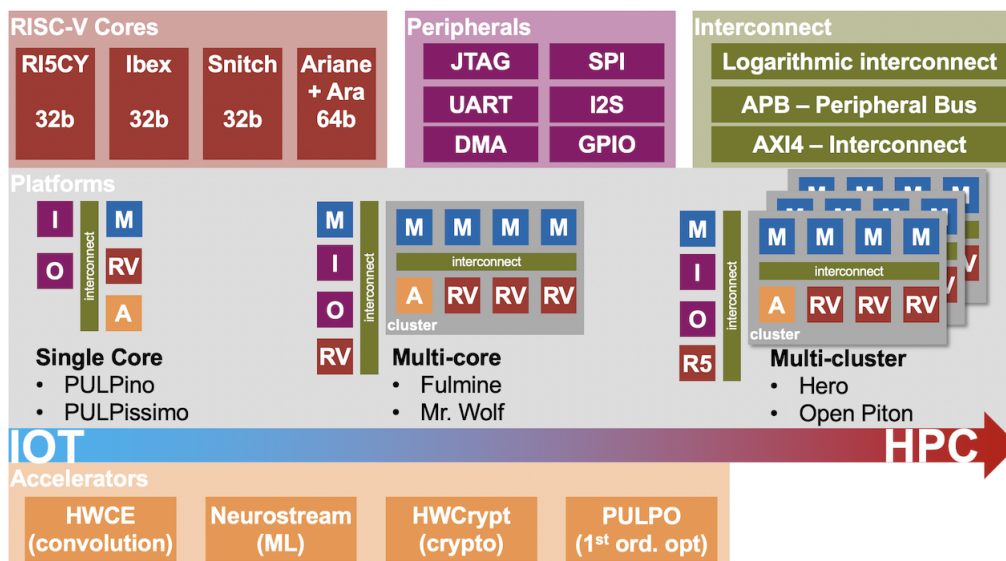 RISC-V Cores
RI5CY
32b
Ibex
32b
Snitch
32b
Ariane
+ Ara
64b
Peripherals
JTAG
SPI
UART
I2S
DMA
GPIO
Interconnect
Logarithmic interconnect
APB – Peripheral Bus
AXI4 – Interconnect
Platforms
I
O
interconnect
M
RV
A
Single Core
• PULPino
• PULPissimo
M
I
O
RV
interconnect
M M M M
interconnect
A RV RV RV
cluster
Multi-core
• Fulmine
• Mr. Wolf
M
I
O
R5
interconnect
M M M M
M M M M
M M M M
interconnect
A RV RV RV
cluster
Multi-cluster
• Hero
• Open Piton
IOT
HPC
Accelerators
HWCE
(convolution)
Neurostream
(ML)
HWCrypt
(crypto)
PULPO
(1st ord. opt)